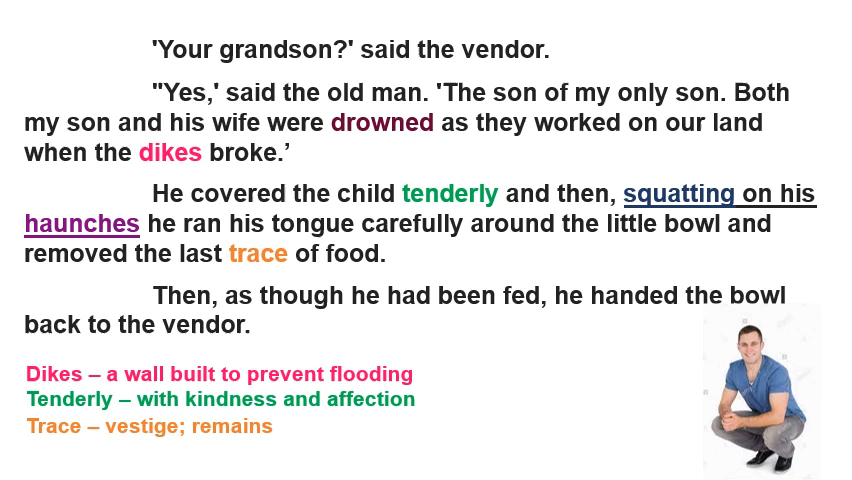 'Your grandson?' said the vendor.
"Yes,' said the old man. 'The son of my only son. Both
my son and his wife were drowned as they worked on our land
when the dikes broke.’
He covered the child tenderly and then, squatting on his
haunches he ran his tongue carefully around the little bowl and
removed the last trace of food.
Then, as though he had been fed, he handed the bowl
back to the vendor.
Dikes – a wall built to prevent flooding
Tenderly – with kindness and affection
Trace – vestige; remains